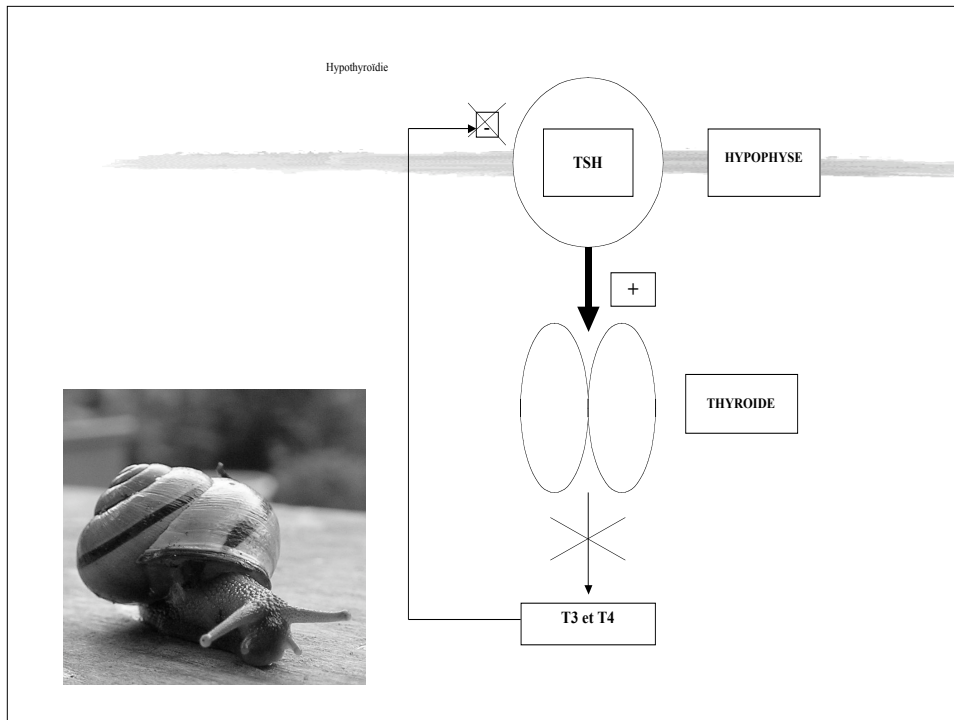 Hypothyroïdie
-
TSH
HYPOPHYSE
+
THYROIDE
T3 et T4